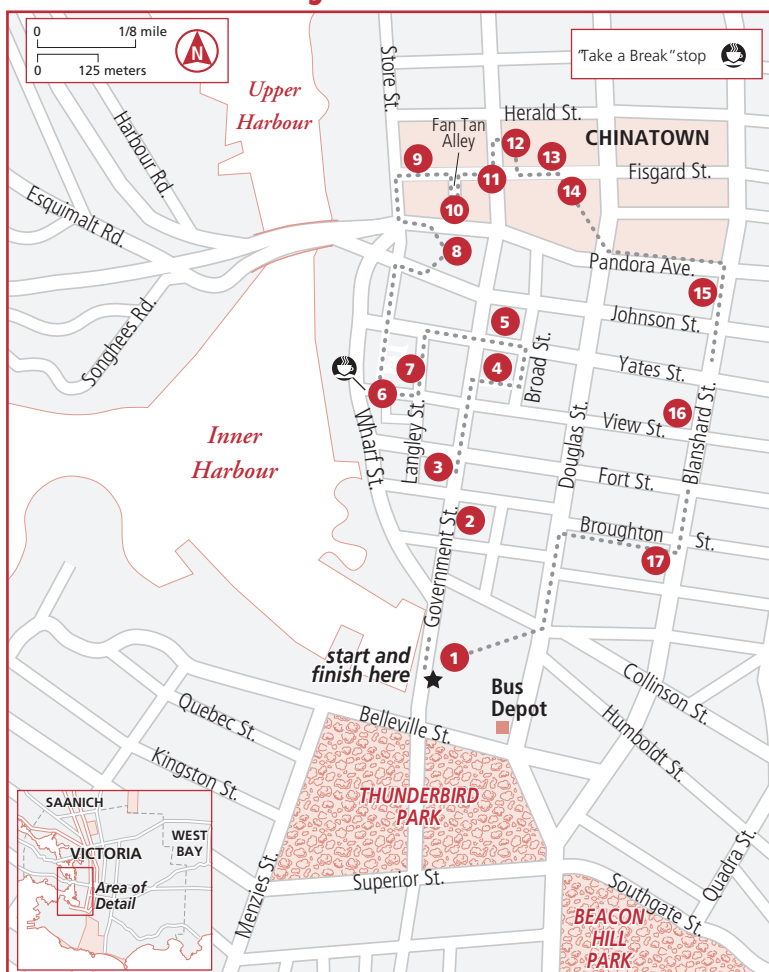 g
0 1/8 mile
0 125 meters
N
"Take a Break" stop
Upper
Harbour
Store St.
Herald St.
Fan Tan
Alley
CHINATOWN
Fisgard St.
Harbour Rd.
Esquimalt Rd.
Songhees Rd.
9
12
13
11
10
14
8
Pandora Ave.
15
Johnson St.
5
Broad St.
4
Yates St.
7
6
Wharf St.
Langley St.
16
View St.
Blanshard St.
Douglas St.
Inner
Harbour
3
Fort St.
2
Government St.
Broughton St.
17
start and
finish here
1
Bus
Depot
Collinson St.
Humboldt St.
Quebec St.
Belleville St.
Kingston St.
THUNDERBIRD
PARK
Menzies St.
Superior St.
Quadra St.
Southgate St.
BEACON
HILL
PARK
SAANICH
VICTORIA
WEST
BAY
Area of
Detail